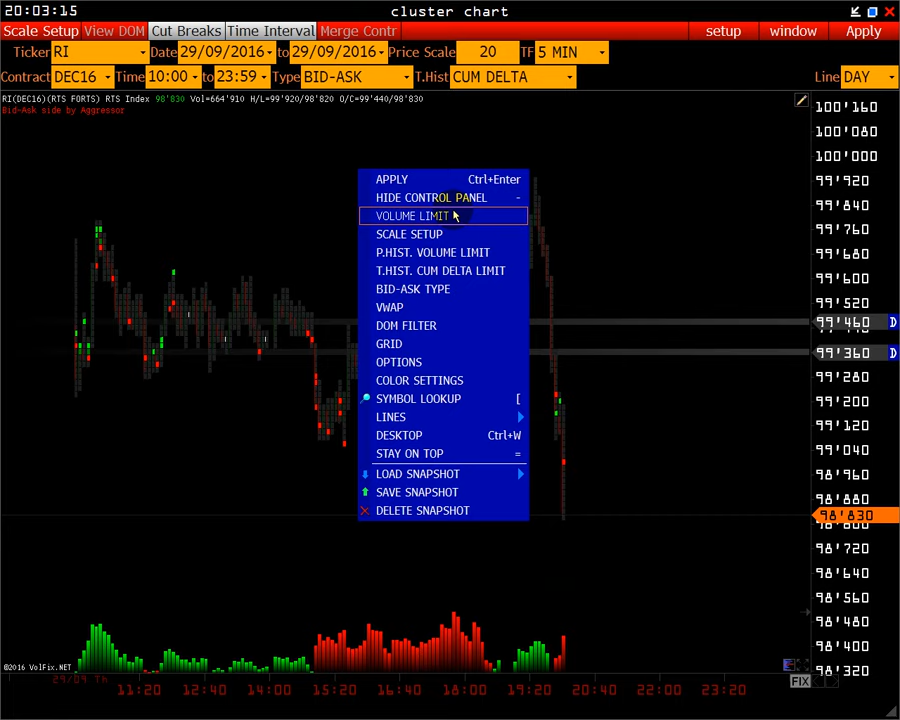 20:03:15
cluster chart
Scale Setup View DOM Cut Breaks Time Interval Merge Contr
setup window Apply
Ticker RI Date 29/09/2016 to 29/09/2016 Price Scale 20 TF 5 MIN
Contract DEC16 Time 10:00 to 23:59 Type BID-ASK T.Hist CUM DELTA Line DAY
RI(DEC16)(RTS FORTS) RTS Index 98'830 Vol=664'910 H/L=99'920/98'820 O/C=99'440/98'830
Bid-Ask side by Aggressor
APPLY Ctrl+Enter
HIDE CONTROL PANEL -
VOLUME LIMIT
SCALE SETUP
P.HIST. VOLUME LIMIT
T.HIST. CUM DELTA LIMIT
BID-ASK TYPE
VWAP
DOM FILTER
GRID
OPTIONS
COLOR SETTINGS
SYMBOL LOOKUP [
LINES
DESKTOP Ctrl+W
STAY ON TOP =
LOAD SNAPSHOT
SAVE SNAPSHOT
DELETE SNAPSHOT
100'160
100'080
100'000
99'920
99'840
99'760
99'680
99'600
99'520
99'460 D
99'360 D
99'280
99'200
99'120
99'040
98'960
98'880
98'830
98'800
98'720
98'640
98'560
98'480
98'400
98'320
©2016 VolFix.NET
29/09 Th
FIX
11:20 12:40 14:00 15:20 16:40 18:00 19:20 20:40 22:00 23:20